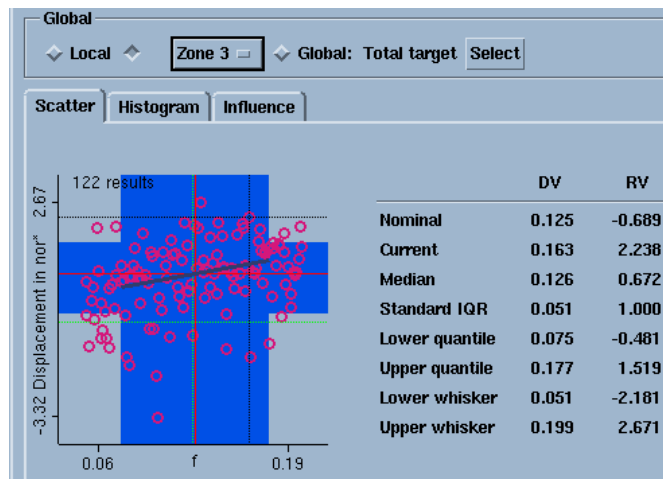 Global
Local Zone 3 Global: Total target Select
Scatter Histogram Influence
122 results
2.67
Displacement in nor*
-3.32
0.06 f 0.19
DV RV
Nominal 0.125 -0.689
Current 0.163 2.238
Median 0.126 0.672
Standard IQR 0.051 1.000
Lower quantile 0.075 -0.481
Upper quantile 0.177 1.519
Lower whisker 0.051 -2.181
Upper whisker 0.199 2.671